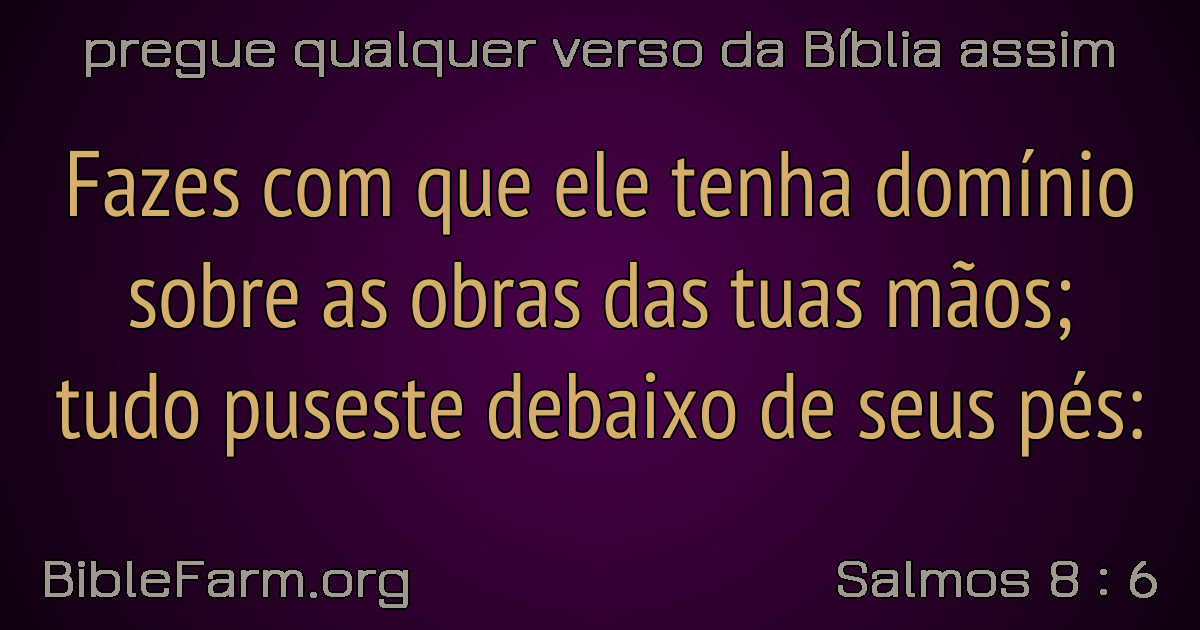 pregue qualquer verso da Bíblia assim
Fazes com que ele tenha domínio
sobre as obras das tuas mãos;
tudo puseste debaixo de seus pés:
BibleFarm.org
Salmos 8 : 6